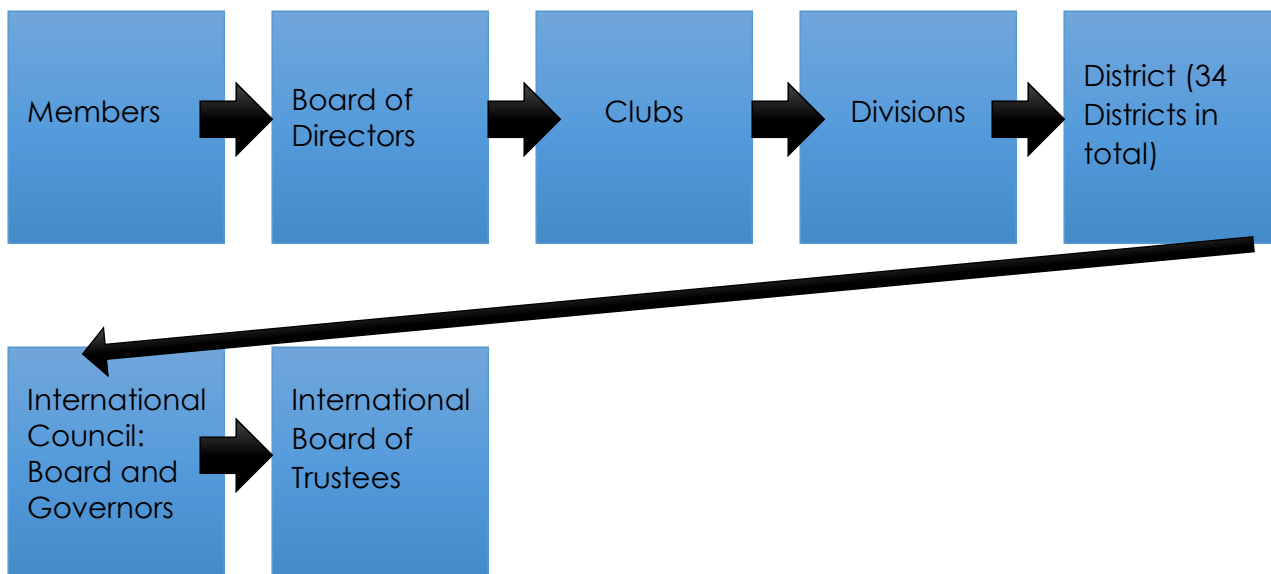 Members
Board of
Directors
Clubs
Divisions
District (34
Districts in
total)
International
Council:
Board and
Governors
International
Board of
Trustees